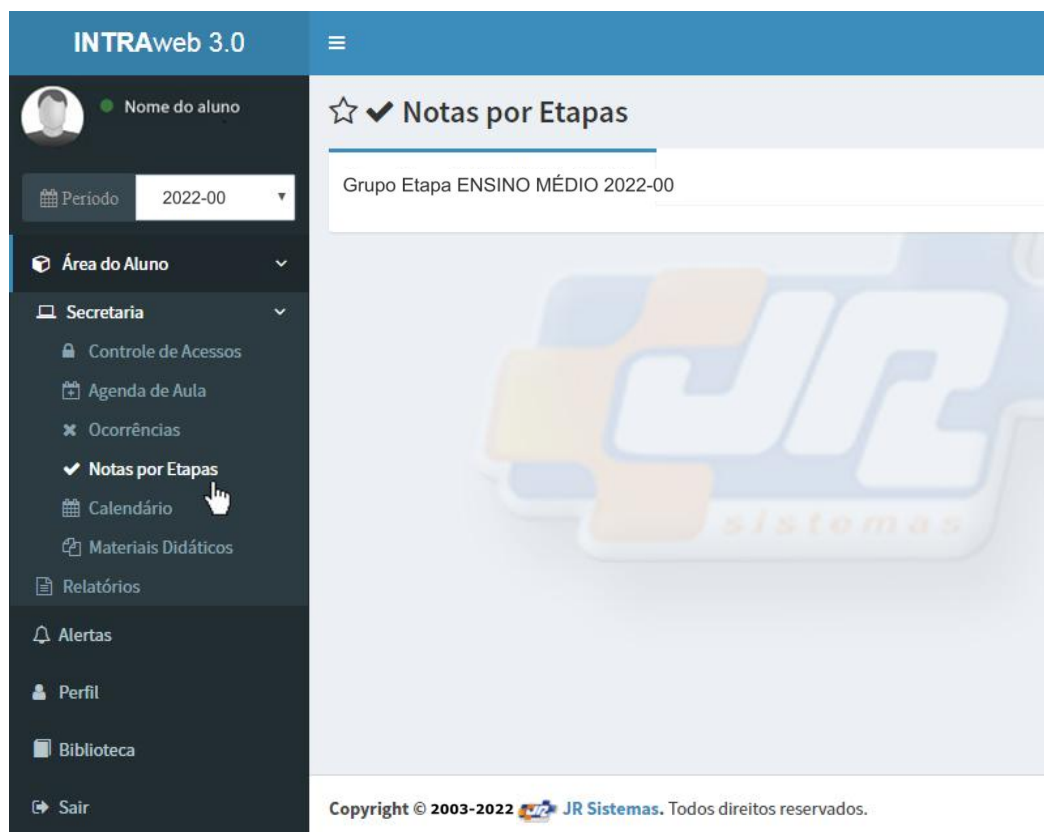 INTRAweb 3.0
Nome do aluno
Período 2022-00
Área do Aluno
Secretaria
Controle de Acessos
Agenda de Aula
Ocorrências
Notas por Etapas
Calendário
Materiais Didáticos
Relatórios
Alertas
Perfil
Biblioteca
Sair
Notas por Etapas
Grupo Etapa ENSINO MÉDIO 2022-00
JR
sistemas
Copyright © 2003-2022 JR JR Sistemas. Todos direitos reservados.